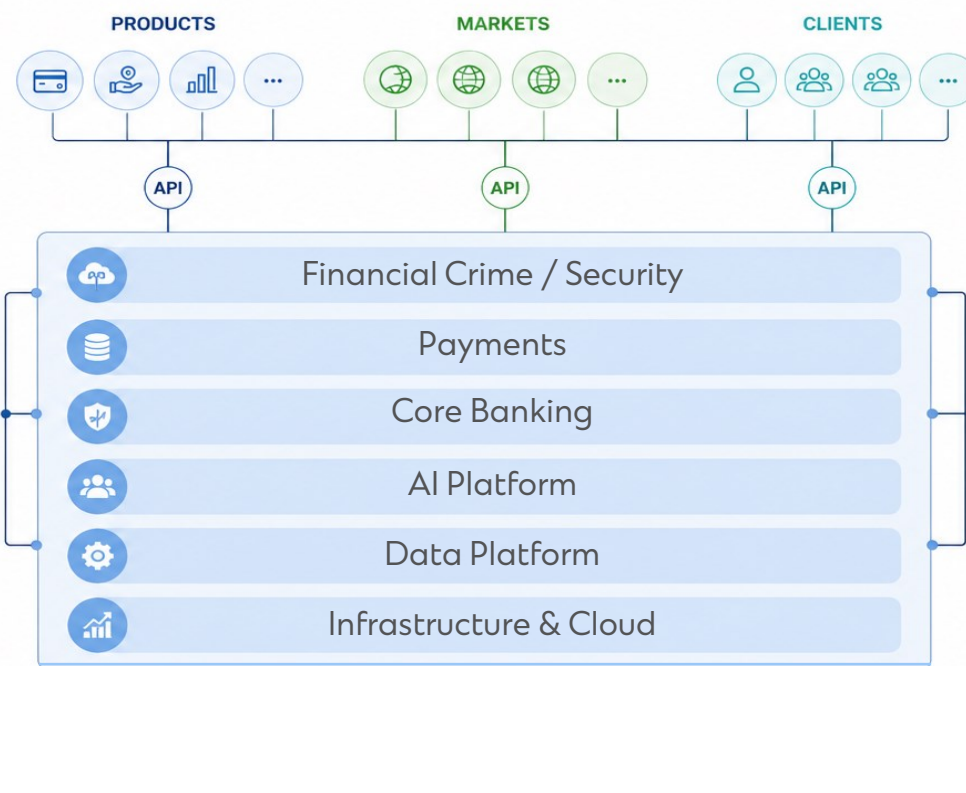 PRODUCTS
MARKETS
CLIENTS
...
...
...
API
API
API
Financial Crime / Security
Payments
Core Banking
AI Platform
Data Platform
Infrastructure & Cloud